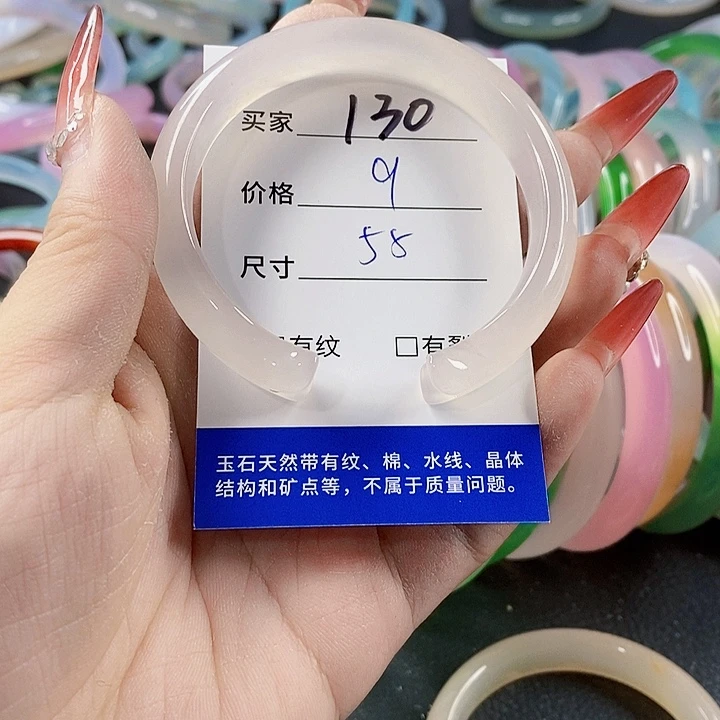 买家 130
价格 9
尺寸 58
有纹 □有裂
玉石天然带有纹、棉、水线、晶体
结构和矿点等，不属于质量问题。